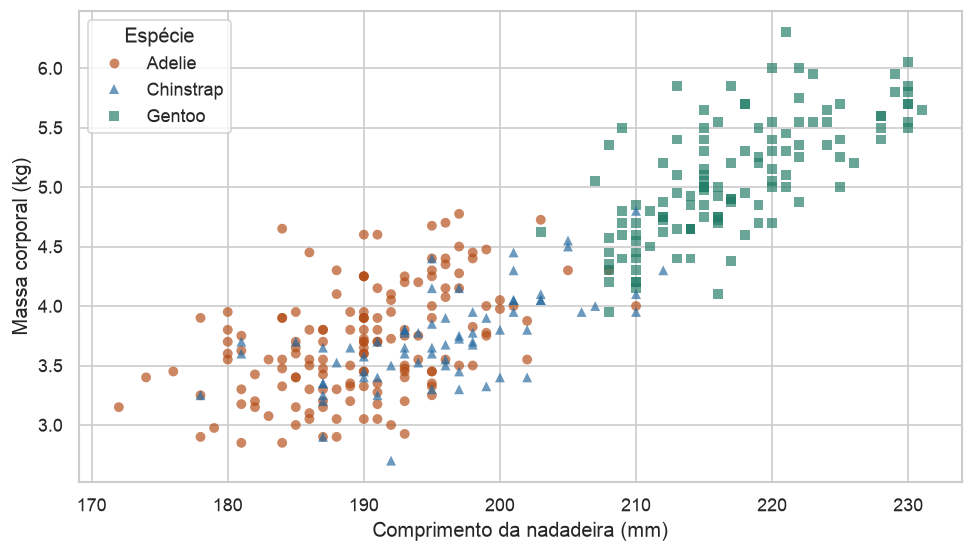 Espécie
Adelie
Chinstrap
Gentoo
Massa corporal (kg)
6.0
5.5
5.0
4.5
4.0
3.5
3.0
170 180 190 200 210 220 230
Comprimento da nadadeira (mm)